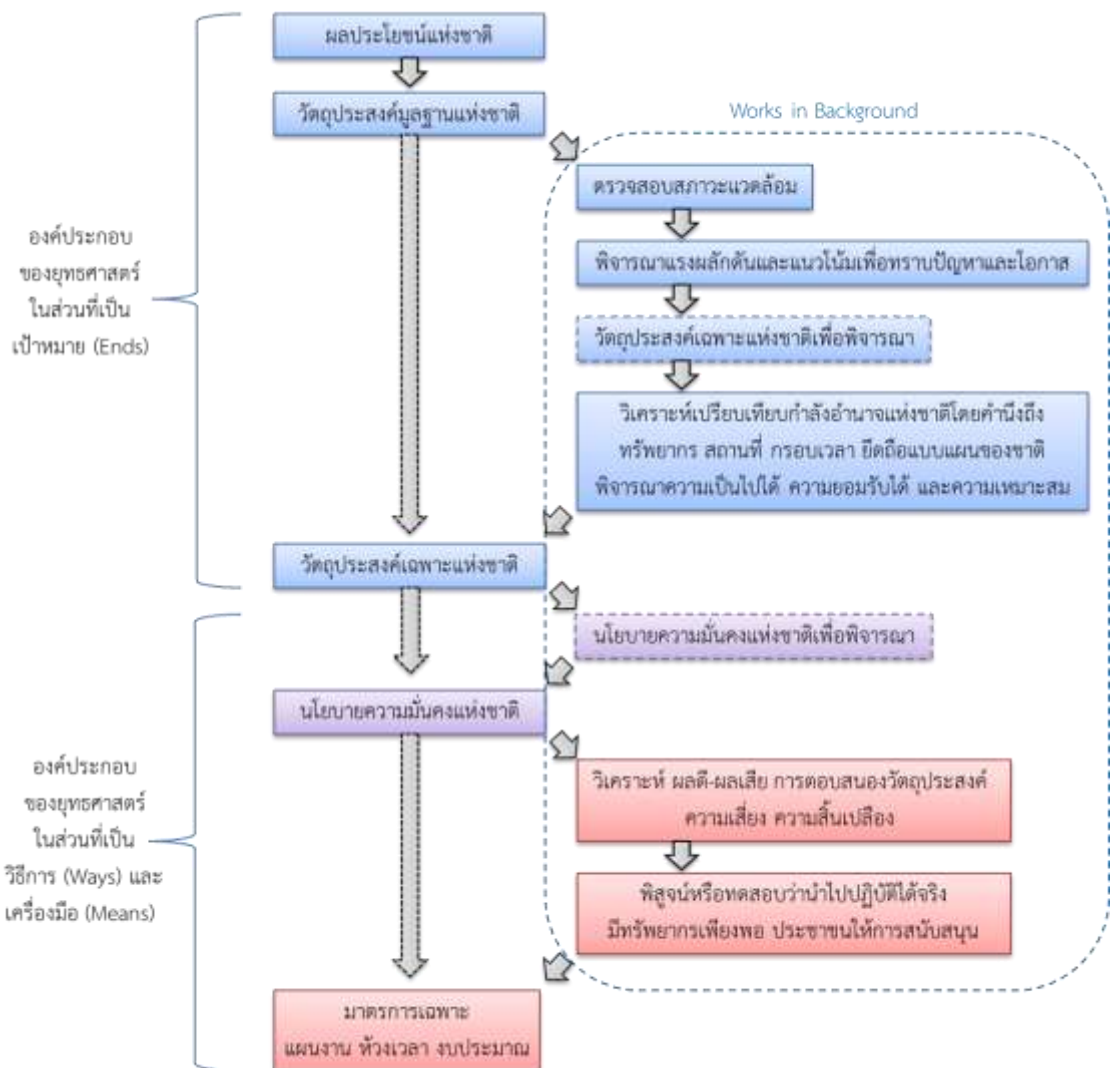 ผลประโยชน์แห่งชาติ
วัตถุประสงค์มูลฐานแห่งชาติ
Works in Background
ตรวจสอบสภาวะแวดล้อม
พิจารณาแรงผลักดันและแนวโน้มเพื่อทราบปัญหาและโอกาส
วัตถุประสงค์เฉพาะแห่งชาติเพื่อพิจารณา
วิเคราะห์เปรียบเทียบกำลังอำนาจแห่งชาติโดยคำนึงถึง
ทรัพยากร สถานที่ กรอบเวลา ยึดถือแบบแผนของชาติ
พิจารณาความเป็นไปได้ ความยอมรับได้ และความเหมาะสม
องค์ประกอบ
ของยุทธศาสตร์
ในส่วนที่เป็น
เป้าหมาย (Ends)
วัตถุประสงค์เฉพาะแห่งชาติ
นโยบายความมั่นคงแห่งชาติเพื่อพิจารณา
นโยบายความมั่นคงแห่งชาติ
องค์ประกอบ
ของยุทธศาสตร์
ในส่วนที่เป็น
วิธีการ (Ways) และ
เครื่องมือ (Means)
วิเคราะห์ ผลดี-ผลเสีย การตอบสนองวัตถุประสงค์
ความเสี่ยง ความสิ้นเปลือง
พิสูจน์หรือทดสอบว่านำไปปฏิบัติได้จริง
มีทรัพยากรเพียงพอ ประชาชนให้การสนับสนุน
มาตรการเฉพาะ
แผนงาน ห้วงเวลา งบประมาณ